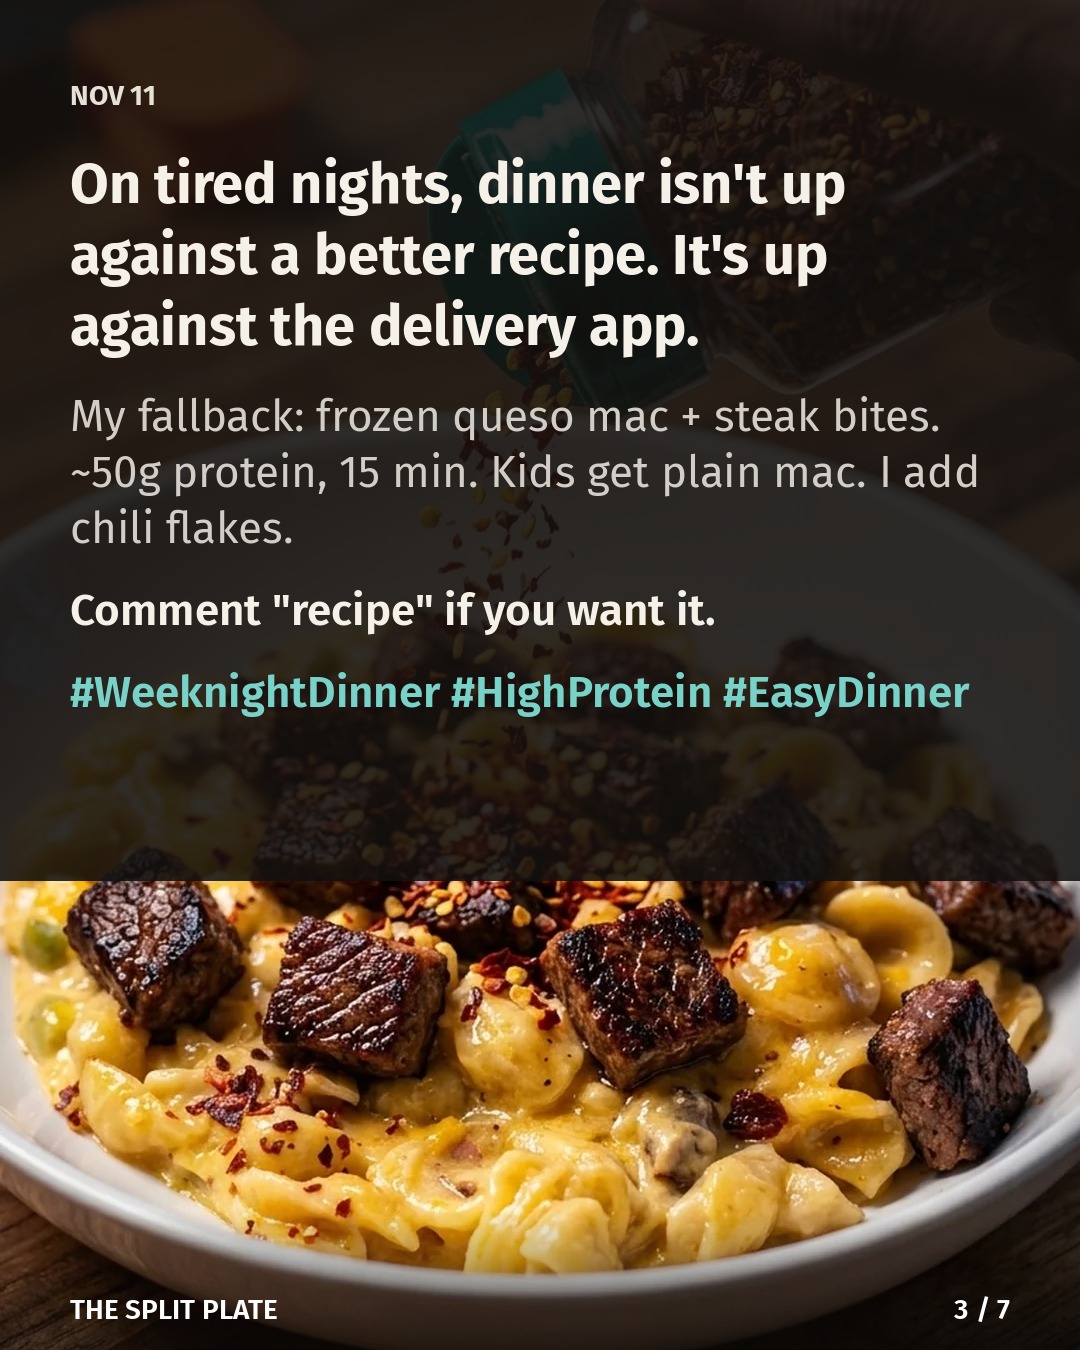 NOV 11
On tired nights, dinner isn't up
against a better recipe. It's up
against the delivery app.
My fallback: frozen queso mac + steak bites.
~50g protein, 15 min. Kids get plain mac. I add
chili flakes.
Comment "recipe" if you want it.
#WeeknightDinner #HighProtein #EasyDinner
THE SPLIT PLATE
3 / 7